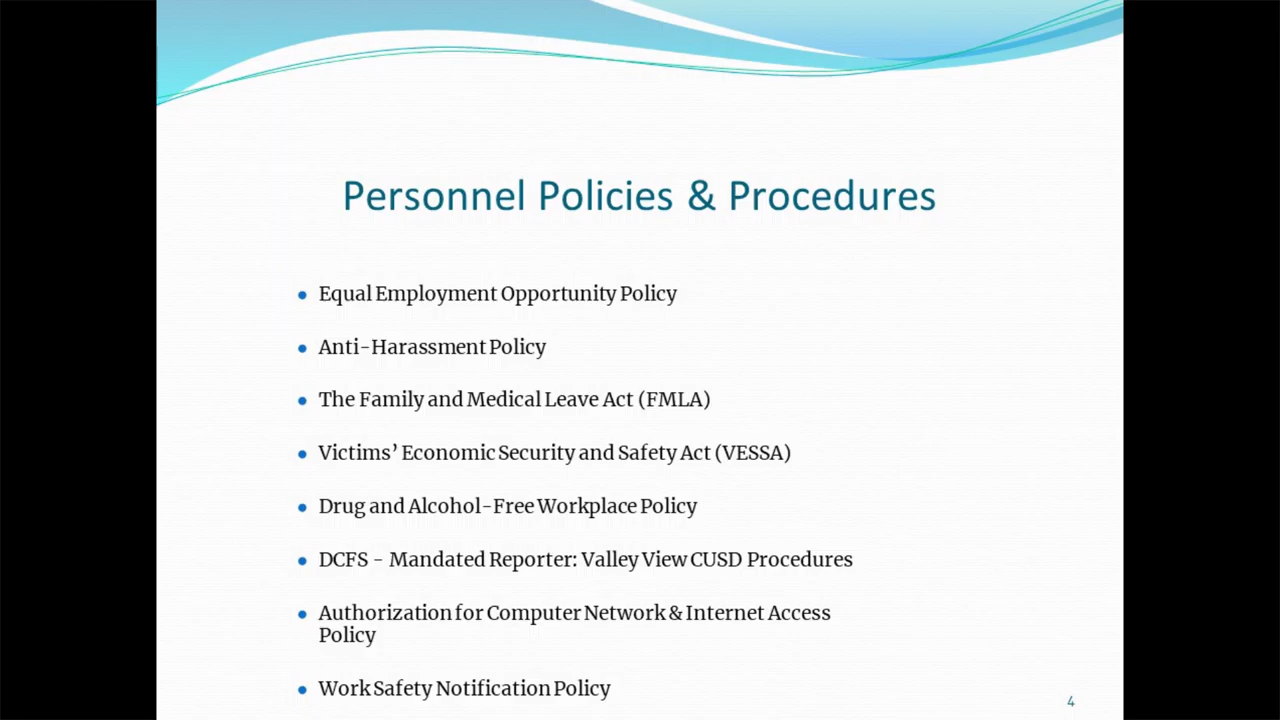 Personnel Policies & Procedures
• Equal Employment Opportunity Policy
• Anti-Harassment Policy
• The Family and Medical Leave Act (FMLA)
• Victims’ Economic Security and Safety Act (VESSA)
• Drug and Alcohol-Free Workplace Policy
• DCFS - Mandated Reporter: Valley View CUSD Procedures
• Authorization for Computer Network & Internet Access
Policy
• Work Safety Notification Policy
4